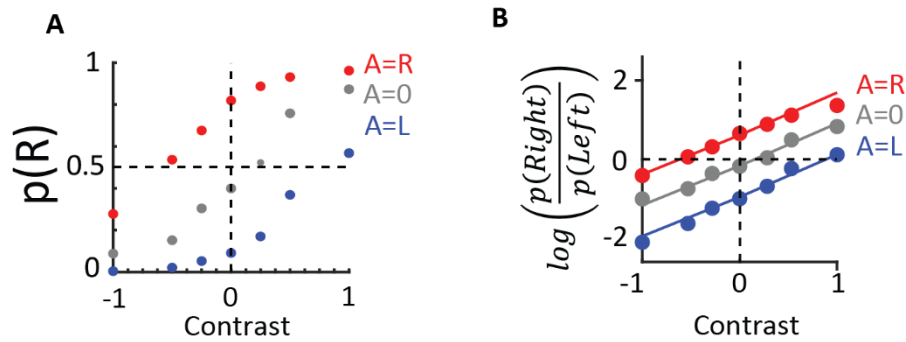 A
p(R)
1
0.5
0
-1
0
1
Contrast
A=R
A=0
A=L
B
log (p(Right)/p(Left))
2
0
-2
-1
0
1
Contrast
A=R
A=0
A=L